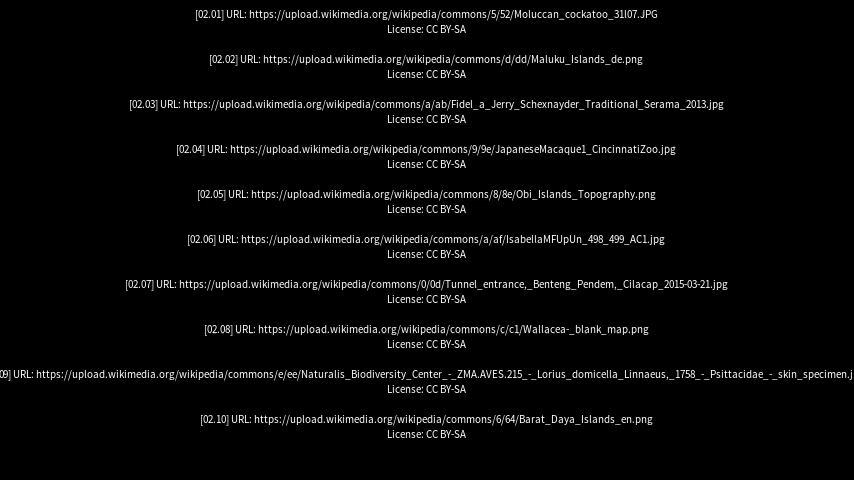 [02.01] URL: https://upload.wikimedia.org/wikipedia/commons/5/52/Moluccan_cockatoo_31l07.JPG
License: CC BY-SA
[02.02] URL: https://upload.wikimedia.org/wikipedia/commons/d/dd/Maluku_Islands_de.png
License: CC BY-SA
[02.03] URL: https://upload.wikimedia.org/wikipedia/commons/a/ab/Fidel_a_Jerry_Schexnayder_Traditional_Serama_2013.jpg
License: CC BY-SA
[02.04] URL: https://upload.wikimedia.org/wikipedia/commons/9/9e/JapaneseMacaque1_CincinnatiZoo.jpg
License: CC BY-SA
[02.05] URL: https://upload.wikimedia.org/wikipedia/commons/8/8e/Obi_Islands_Topography.png
License: CC BY-SA
[02.06] URL: https://upload.wikimedia.org/wikipedia/commons/a/af/IsabellaMFUpUn_498_499_AC1.jpg
License: CC BY-SA
[02.07] URL: https://upload.wikimedia.org/wikipedia/commons/0/0d/Tunnel_entrance,_Benteng_Pendem,_Cilacap_2015-03-21.jpg
License: CC BY-SA
[02.08] URL: https://upload.wikimedia.org/wikipedia/commons/c/c1/Wallacea-_blank_map.png
License: CC BY-SA
09] URL: https://upload.wikimedia.org/wikipedia/commons/e/ee/Naturalis_Biodiversity_Center_-_ZMA.AVES.215_-_Lorius_domicella_Linnaeus,_1758_-_Psittacidae_-_skin_specimen.j
License: CC BY-SA
[02.10] URL: https://upload.wikimedia.org/wikipedia/commons/6/64/Barat_Daya_Islands_en.png
License: CC BY-SA